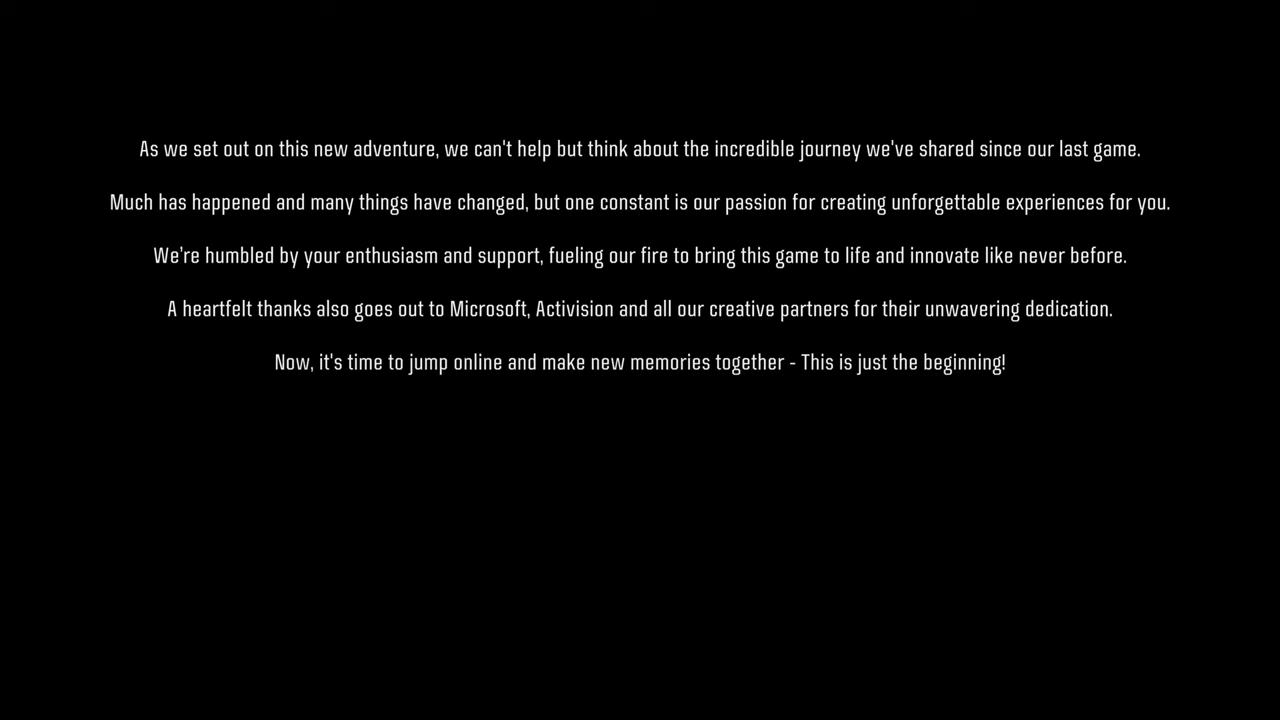 As we set out on this new adventure, we can't help but think about the incredible journey we've shared since our last game.
Much has happened and many things have changed, but one constant is our passion for creating unforgettable experiences for you.
We're humbled by your enthusiasm and support, fueling our fire to bring this game to life and innovate like never before.
A heartfelt thanks also goes out to Microsoft, Activision and all our creative partners for their unwavering dedication.
Now, it's time to jump online and make new memories together - This is just the beginning!